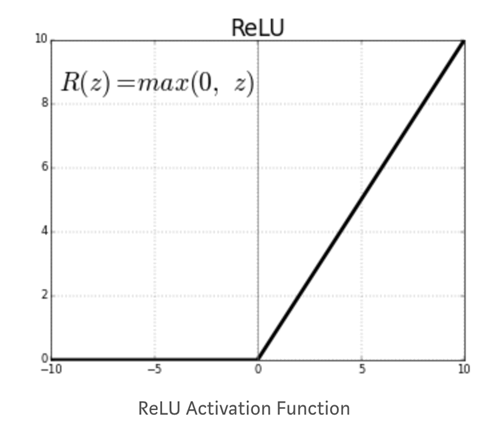 ReLU
10
R(z)=max(0, z)
8
6
4
2
0
−10 −5 0 5 10
ReLU Activation Function